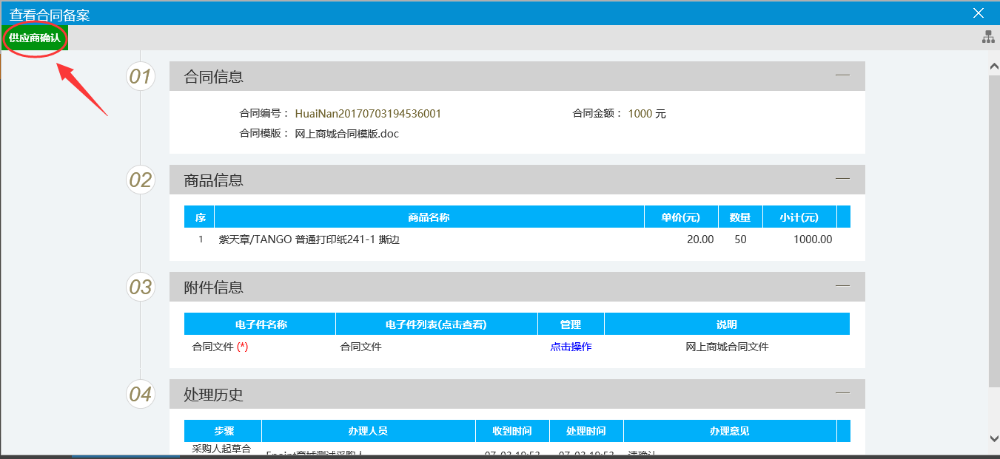 查看合同备案
供应商确认
01 合同信息
合同编号： HuaiNan20170703194536001 合同金额： 1000 元
合同模版： 网上商城合同模版.doc
02 商品信息
序 商品名称 单价(元) 数量 小计(元)
1 紫天章/TANGO 普通打印纸241-1 撕边 20.00 50 1000.00
03 附件信息
电子件名称 电子件列表(点击查看) 管理 说明
合同文件 (*) 合同文件 点击操作 网上商城合同文件
04 处理历史
步骤 办理人员 收到时间 处理时间 办理意见
采购人起草合 Epoint商城测试采购人 07-03 19:53 07-03 19:53 请确认